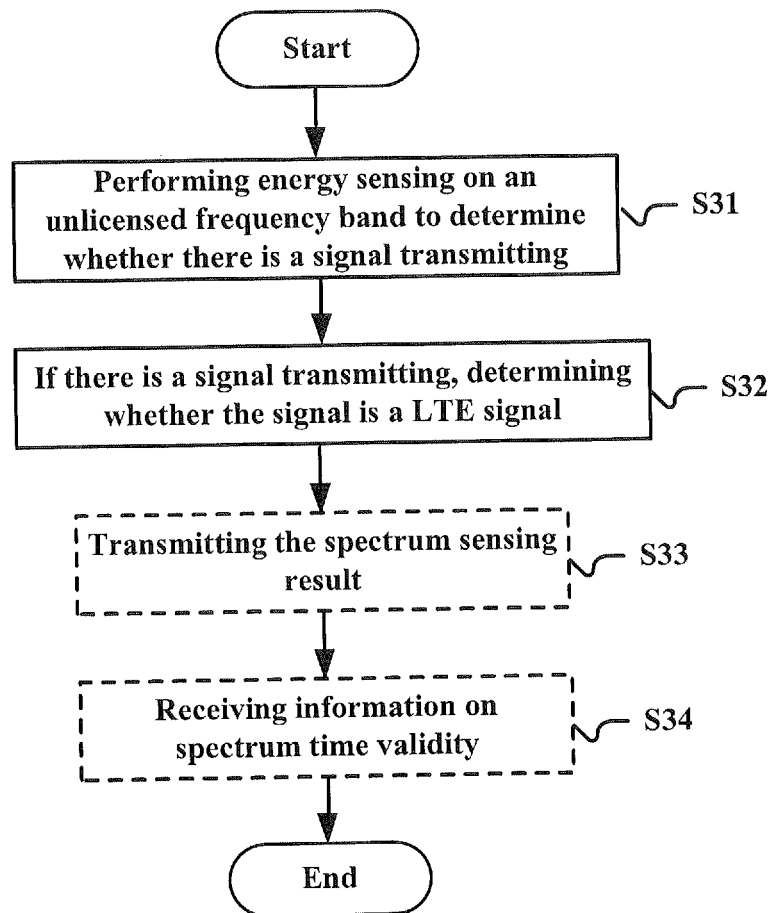 Start
Performing energy sensing on an
unlicensed frequency band to determine
whether there is a signal transmitting
S31
If there is a signal transmitting, determining
whether the signal is a LTE signal
S32
Transmitting the spectrum sensing
result
S33
Receiving information on
spectrum time validity
S34
End